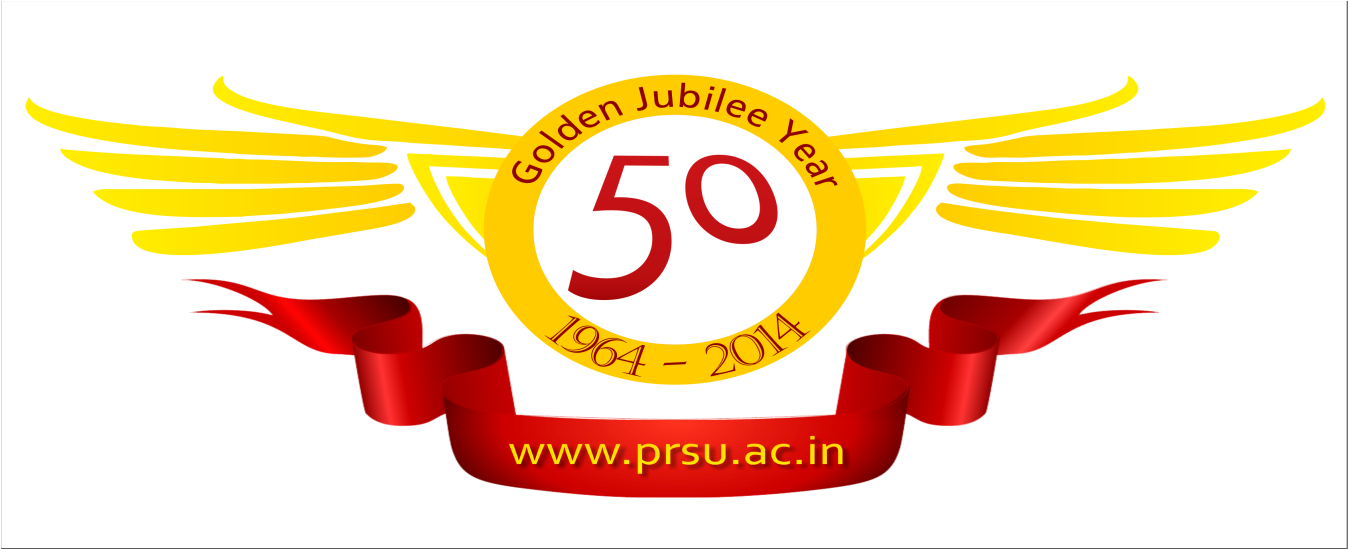 Golden Jubilee Year
50
1964 - 2014
www.prsu.ac.in